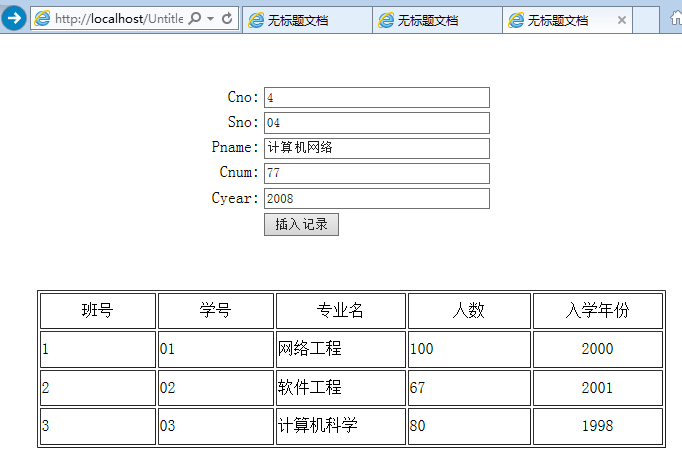 http://localhost/Untitle
无标题文档 无标题文档 无标题文档
Cno: 4
Sno: 04
Pname: 计算机网络
Cnum: 77
Cyear: 2008
插入记录
班号 学号 专业名 人数 入学年份
1 01 网络工程 100 2000
2 02 软件工程 67 2001
3 03 计算机科学 80 1998